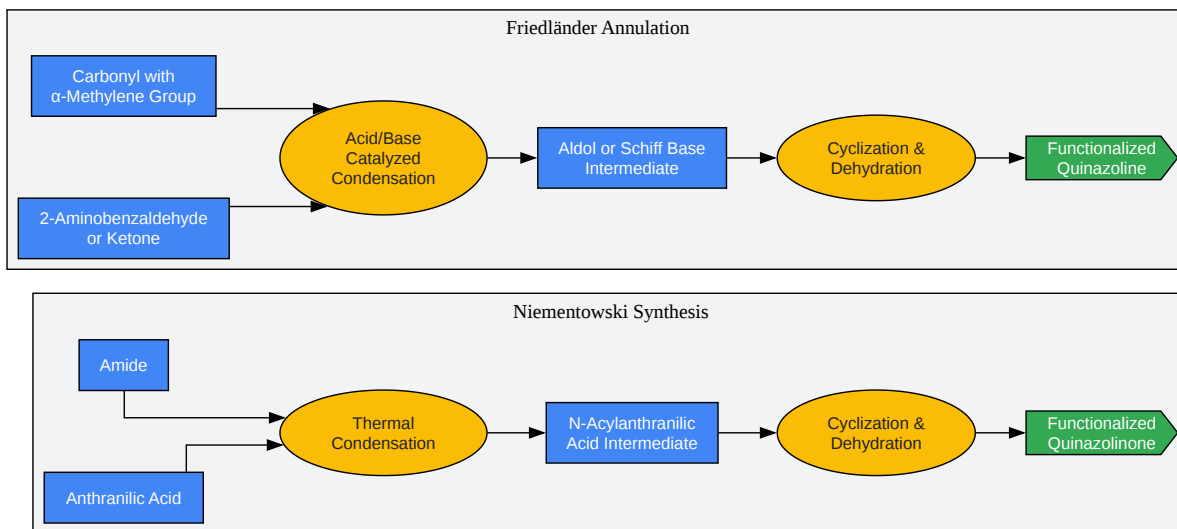 Friedländer Annulation
Carbonyl with
α-Methylene Group
2-Aminobenzaldehyde
or Ketone
Acid/Base
Catalyzed
Condensation
Aldol or Schiff Base
Intermediate
Cyclization &
Dehydration
Functionalized
Quinazoline
Niementowski Synthesis
Amide
Anthranilic Acid
Thermal
Condensation
N-Acylanthranilic
Acid Intermediate
Cyclization &
Dehydration
Functionalized
Quinazolinone